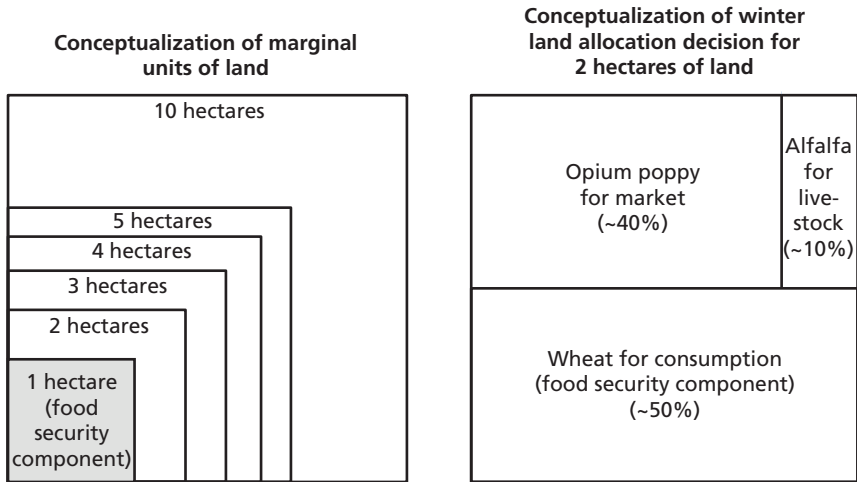 Conceptualization of marginal
units of land
10 hectares
5 hectares
4 hectares
3 hectares
2 hectares
1 hectare
(food
security
component)
Conceptualization of winter
land allocation decision for
2 hectares of land
Opium poppy
for market
(~40%)
Alfalfa
for
live-
stock
(~10%)
Wheat for consumption
(food security component)
(~50%)